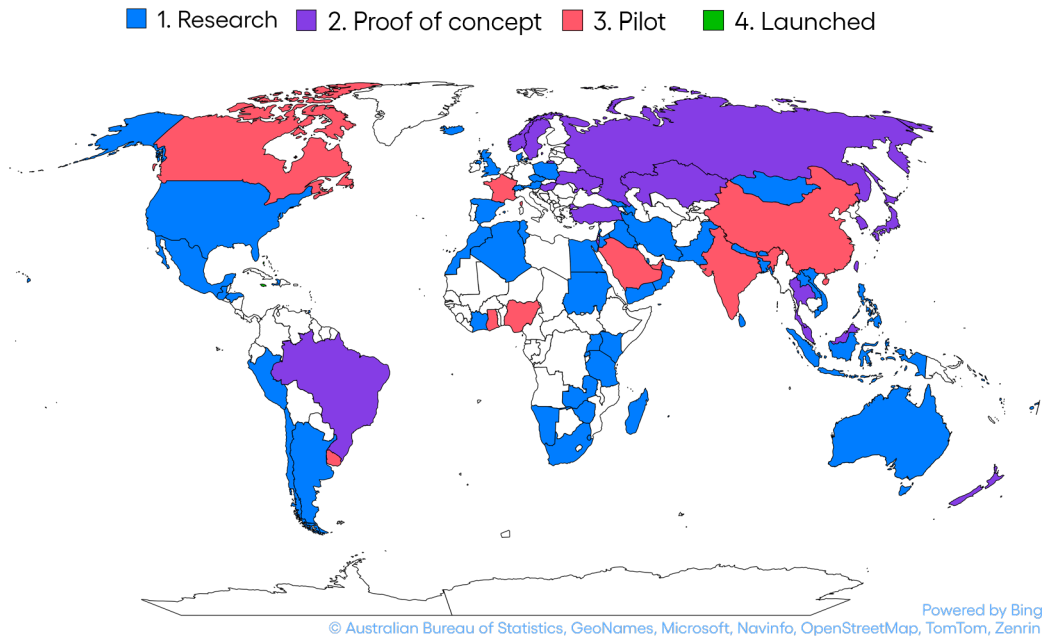 1. Research 2. Proof of concept 3. Pilot 4. Launched
Powered by Bing
© Australian Bureau of Statistics, GeoNames, Microsoft, Navinfo, OpenStreetMap, TomTom, Zenrin